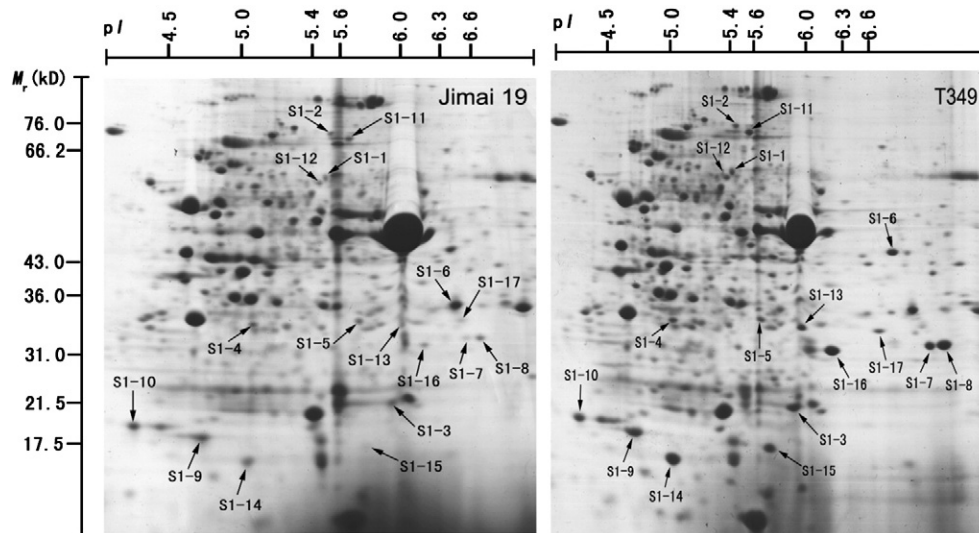 pI 4.5 5.0 5.4 5.6 6.0 6.3 6.6
Mr (kD)
76.0
66.2
43.0
36.0
31.0
21.5
17.5
Jimai 19
S1-2
S1-11
S1-12
S1-1
S1-6
S1-17
S1-4
S1-5
S1-13
S1-16
S1-7
S1-8
S1-10
S1-3
S1-9
S1-15
S1-14
pI 4.5 5.0 5.4 5.6 6.0 6.3 6.6
T349
S1-2
S1-11
S1-12
S1-1
S1-6
S1-13
S1-4
S1-5
S1-17
S1-16
S1-7
S1-8
S1-10
S1-3
S1-9
S1-15
S1-14